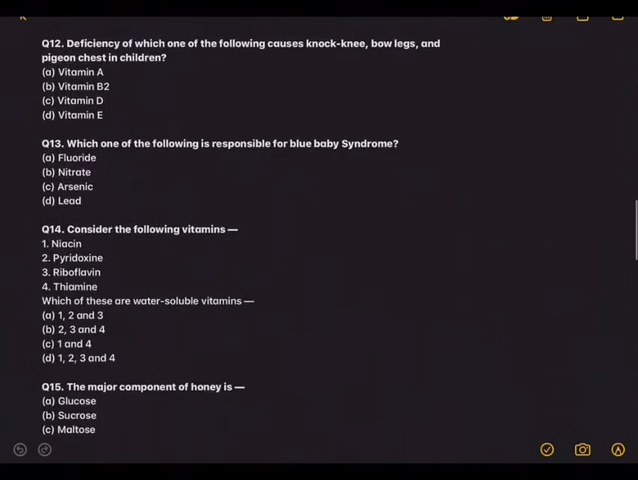 Q12. Deficiency of which one of the following causes knock-knee, bow legs, and
pigeon chest in children?
(a) Vitamin A
(b) Vitamin B2
(c) Vitamin D
(d) Vitamin E
Q13. Which one of the following is responsible for blue baby Syndrome?
(a) Fluoride
(b) Nitrate
(c) Arsenic
(d) Lead
Q14. Consider the following vitamins —
1. Niacin
2. Pyridoxine
3. Riboflavin
4. Thiamine
Which of these are water-soluble vitamins —
(a) 1, 2 and 3
(b) 2, 3 and 4
(c) 1 and 4
(d) 1, 2, 3 and 4
Q15. The major component of honey is —
(a) Glucose
(b) Sucrose
(c) Maltose